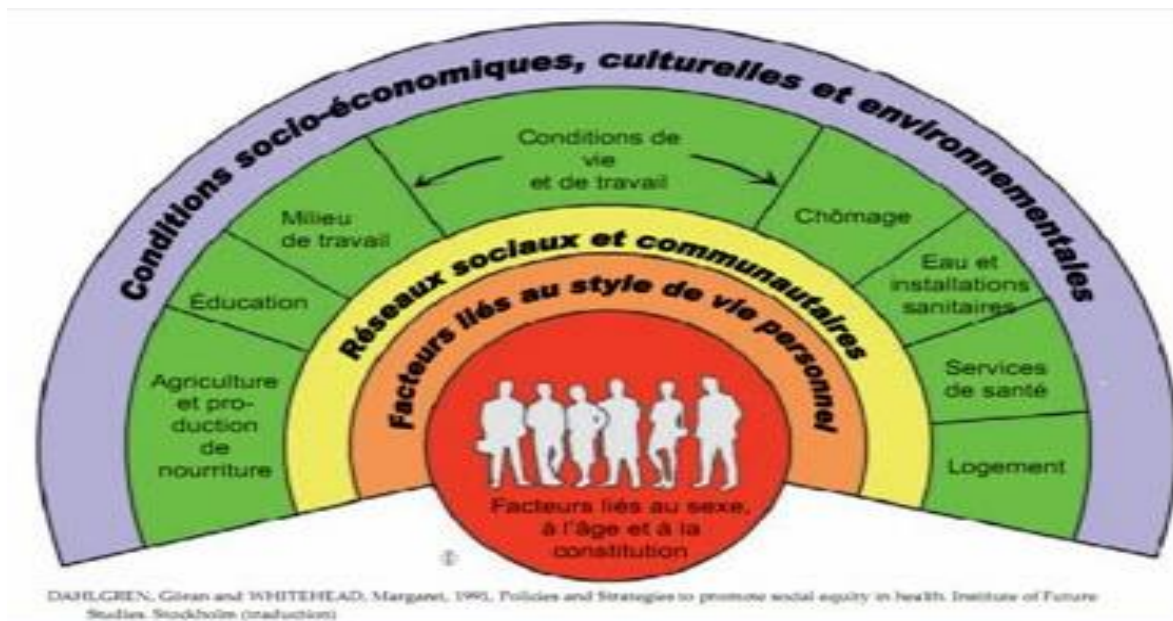 Conditions socio-économiques, culturelles et environnementales
Conditions de
vie
et de travail
Milieu
de travail
Chômage
Éducation
Eau et
installations
sanitaires
Agriculture
et pro-
duction
de
nourriture
Services
de santé
Logement
Réseaux sociaux et communautaires
Facteurs liés au style de vie personnel
Facteurs liés au sexe,
à l'âge et à la
constitution
DAHLGREN, Göran and WHITEHEAD, Margaret, 1991, Policies and Strategies to promote social equity in health. Institute of Future
Studies. Stockholm (traduction)